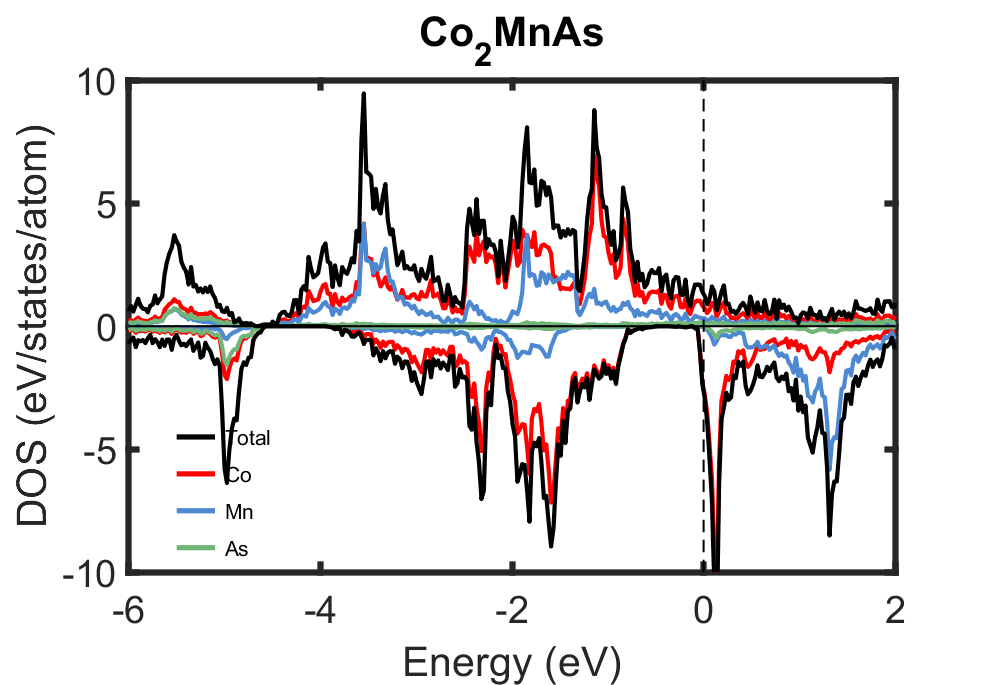 Co2MnAs
DOS (eV/states/atom)
10
5
0
-5
-10
Total
Co
Mn
As
-6 -4 -2 0 2
Energy (eV)